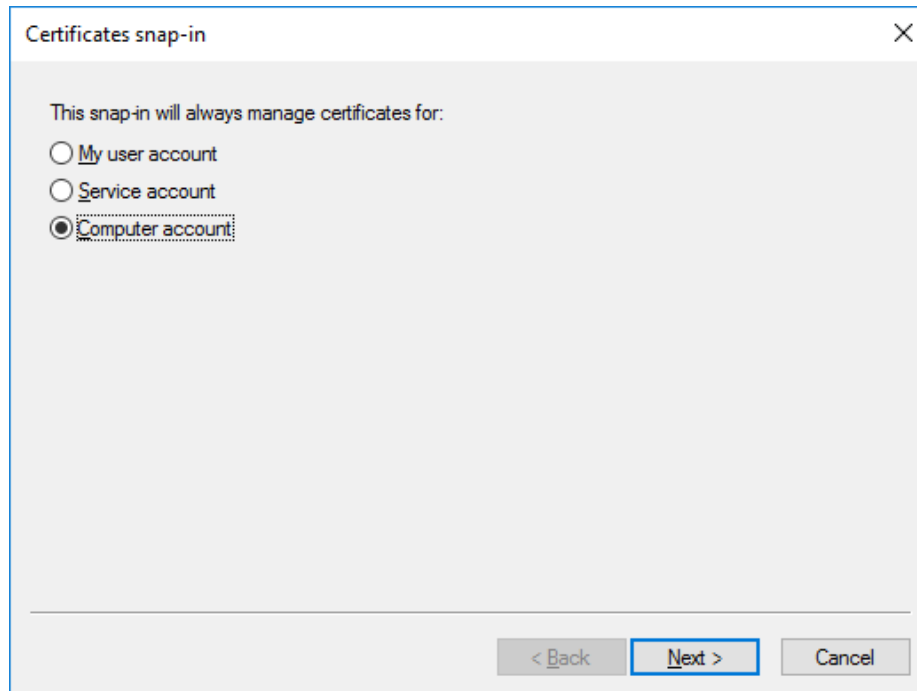 Certificates snap-in
This snap-in will always manage certificates for:
My user account
Service account
Computer account
< Back
Next >
Cancel